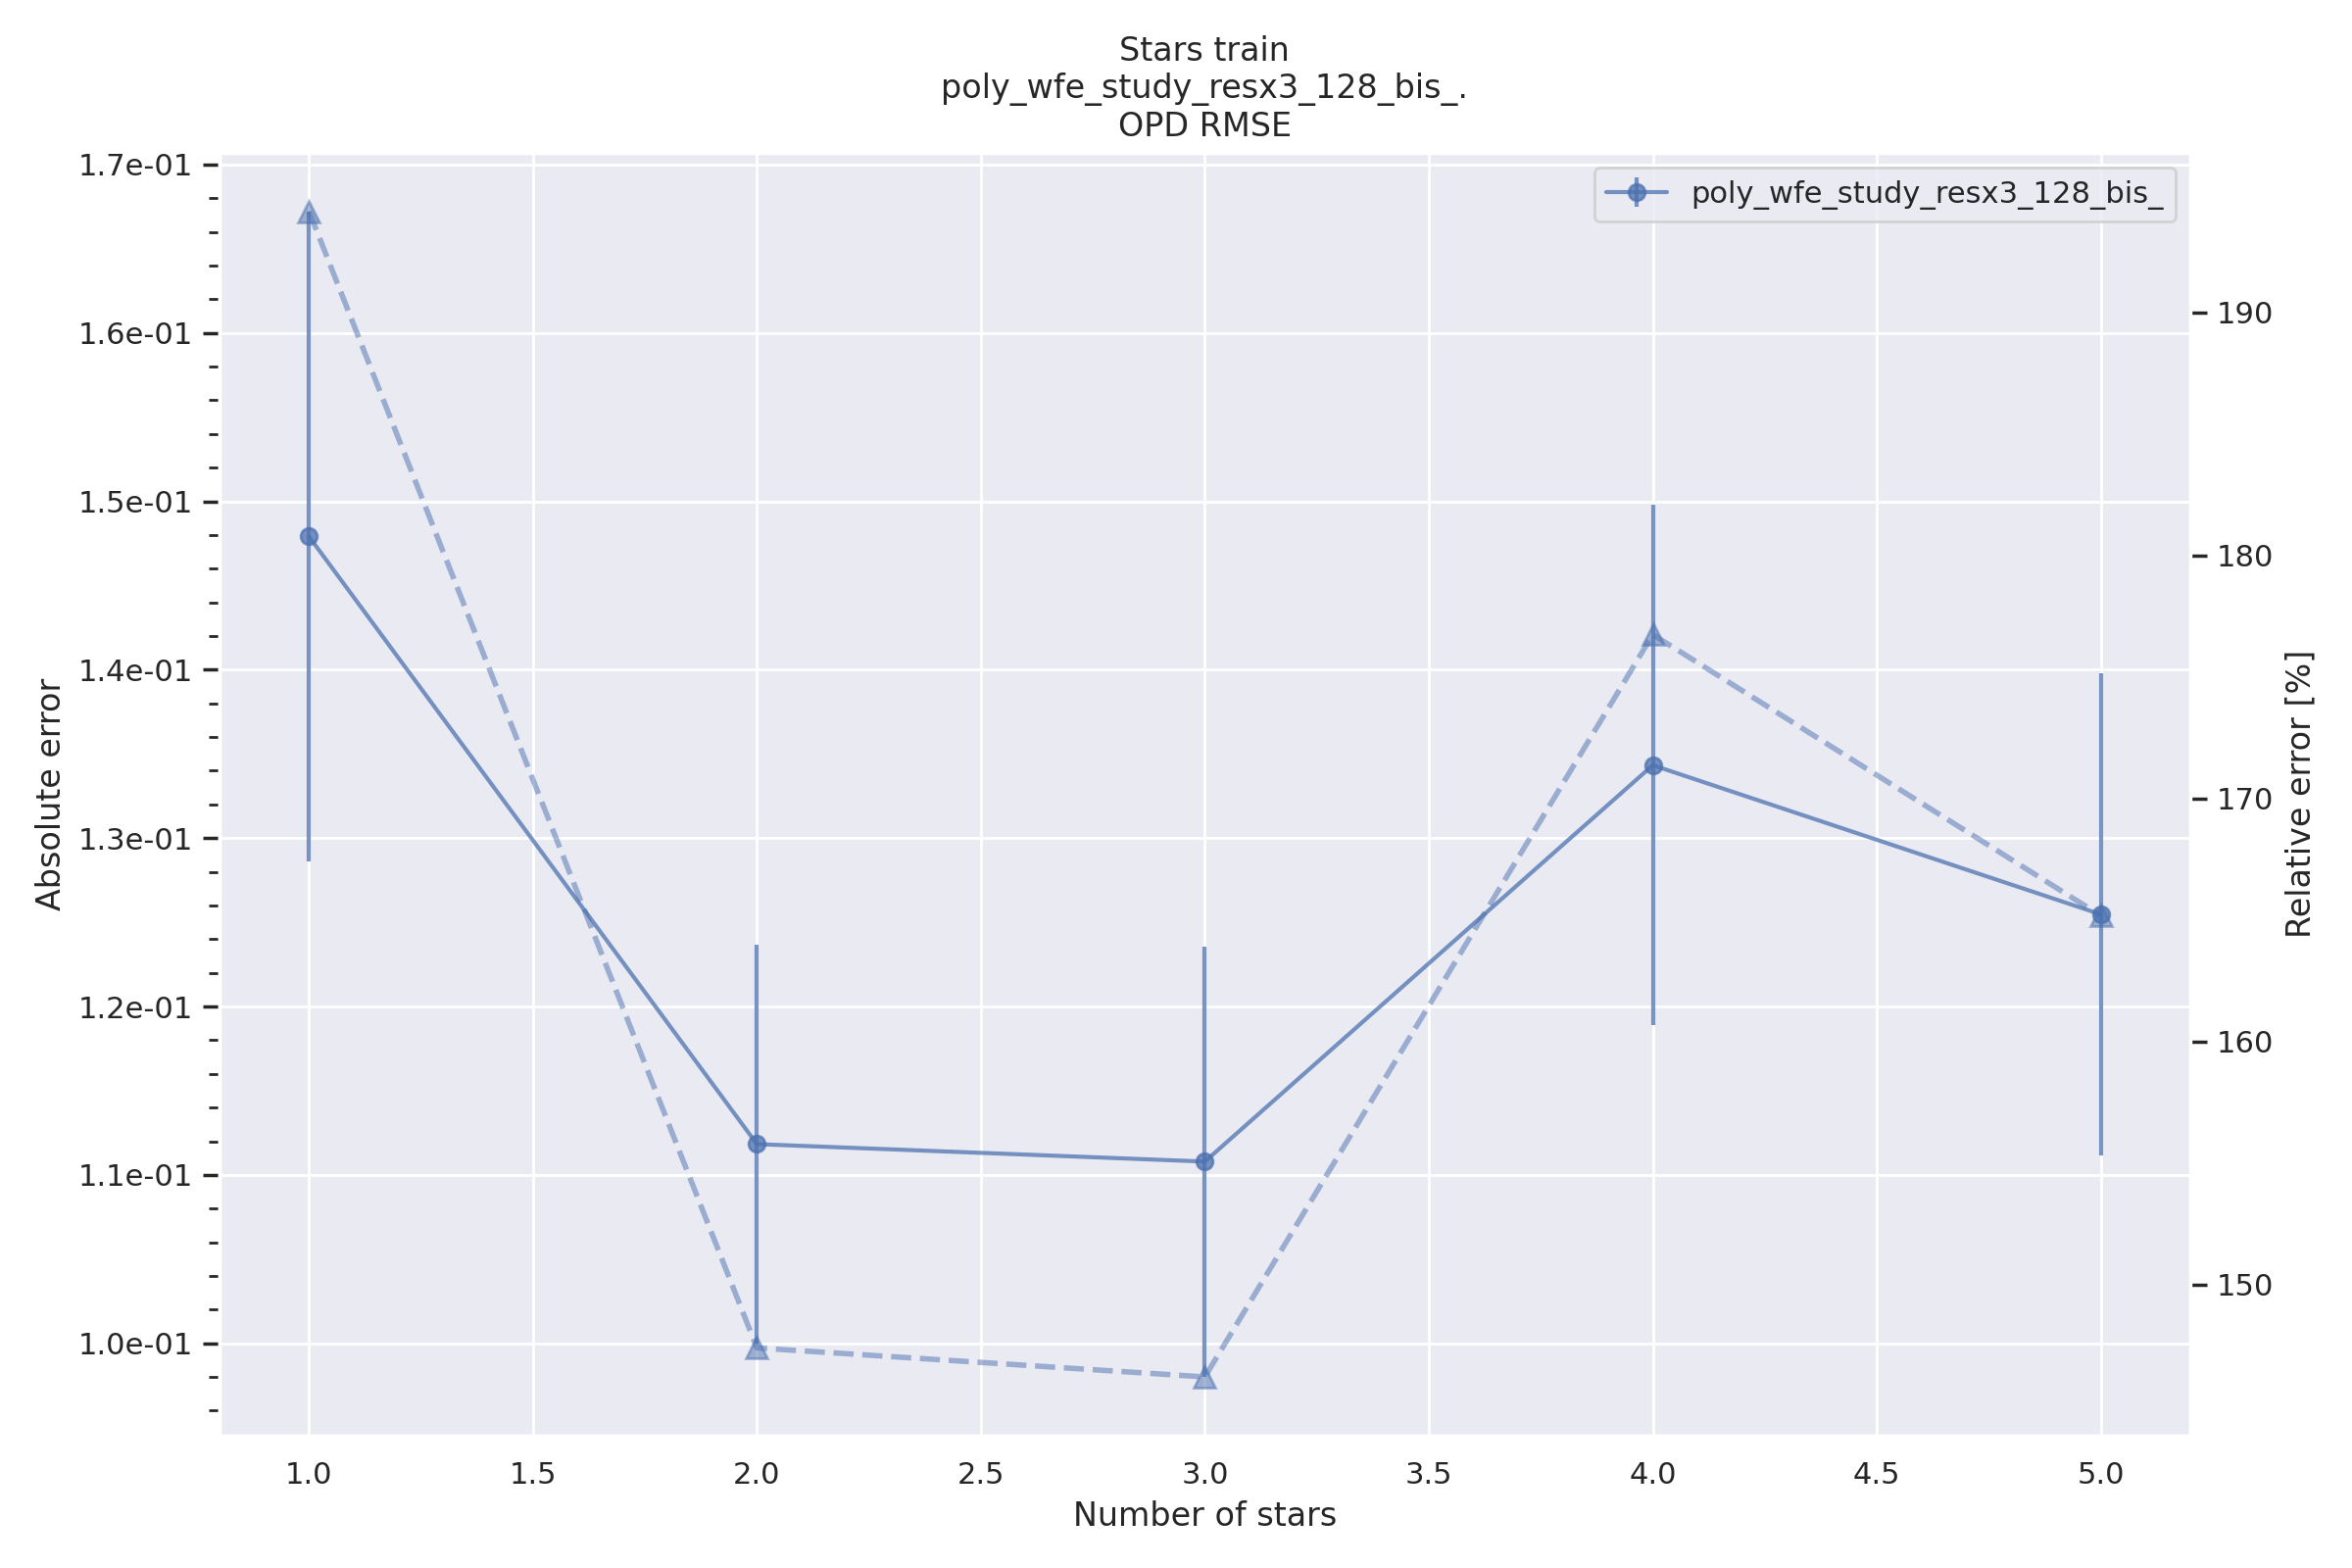 Stars train
poly_wfe_study_resx3_128_bis_.
OPD RMSE
poly_wfe_study_resx3_128_bis_
1.7e-01
1.6e-01
1.5e-01
1.4e-01
1.3e-01
1.2e-01
1.1e-01
1.0e-01
Absolute error
190
180
170
160
150
Relative error [%]
1.0 1.5 2.0 2.5 3.0 3.5 4.0 4.5 5.0
Number of stars